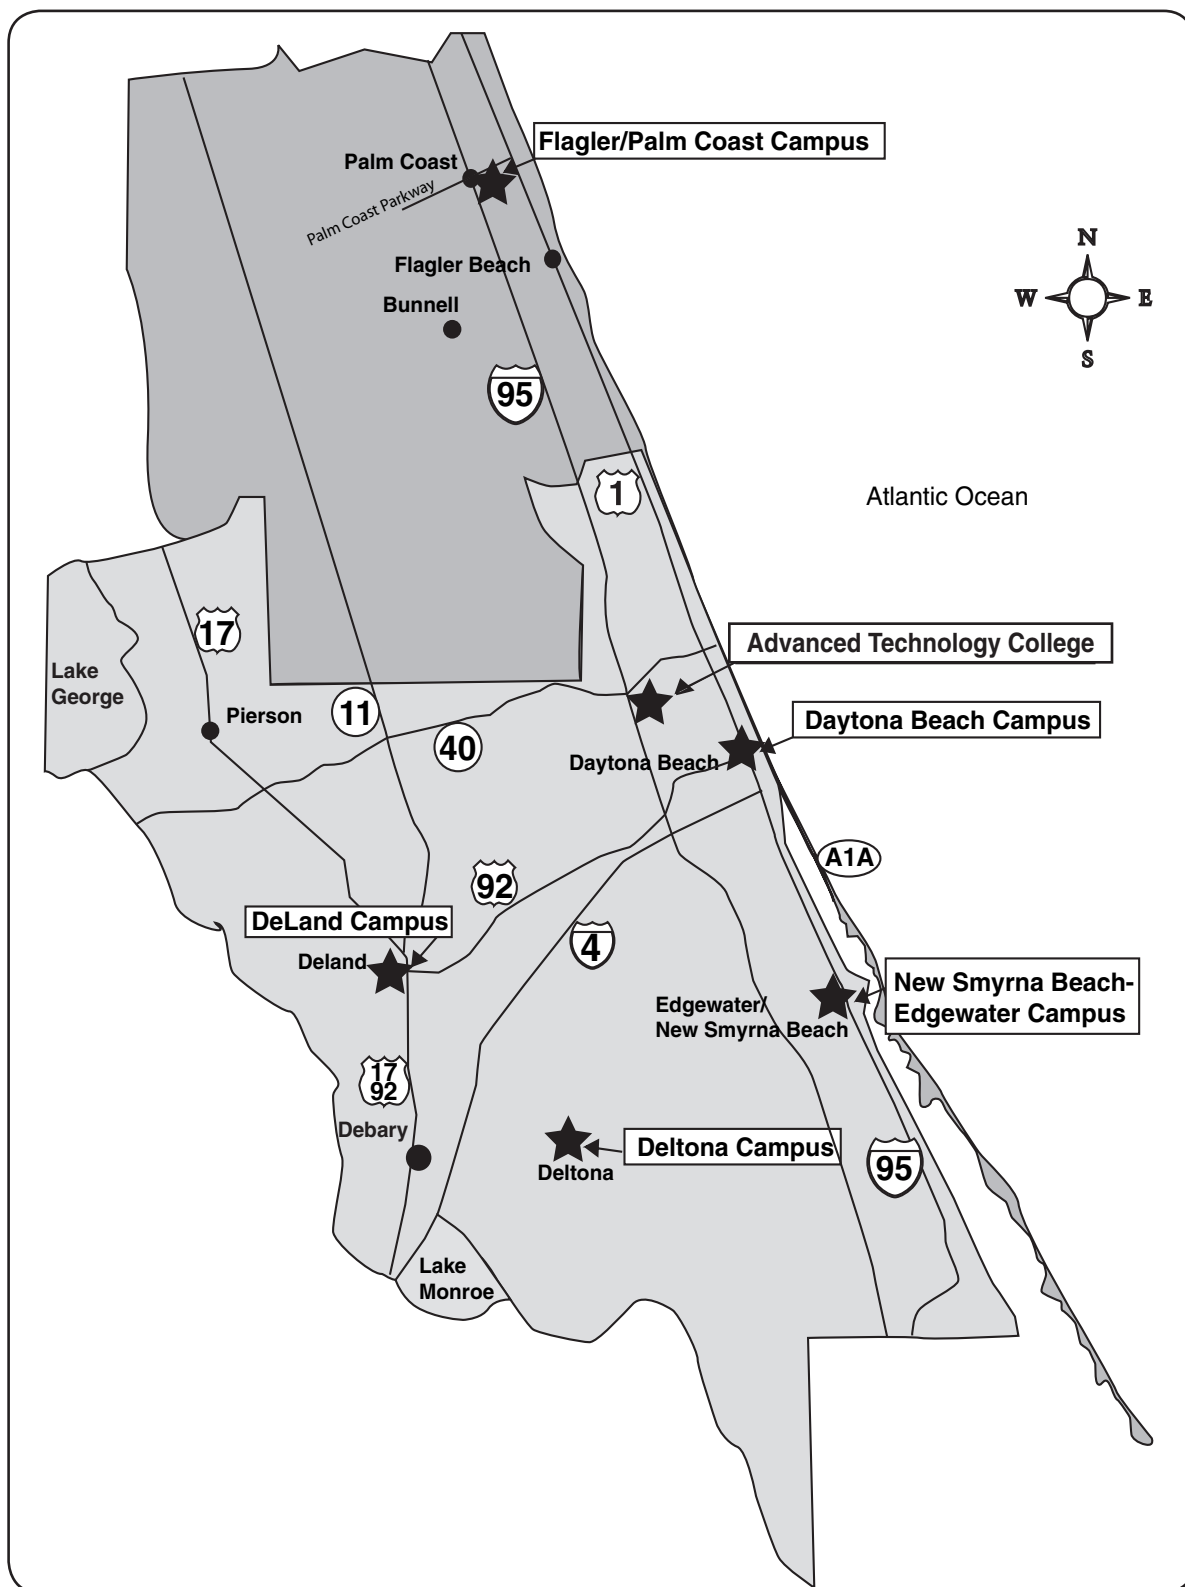 Flagler/Palm Coast Campus
Palm Coast
Palm Coast Parkway
N
W
E
S
Flagler Beach
Bunnell
95
1
Atlantic Ocean
17
Advanced Technology College
Lake
George
Pierson
11
40
Daytona Beach Campus
Daytona Beach
A1A
92
DeLand Campus
4
Deland
New Smyrna Beach-
Edgewater Campus
Edgewater/
New Smyrna Beach
17
92
Debary
Deltona Campus
95
Deltona
Lake
Monroe